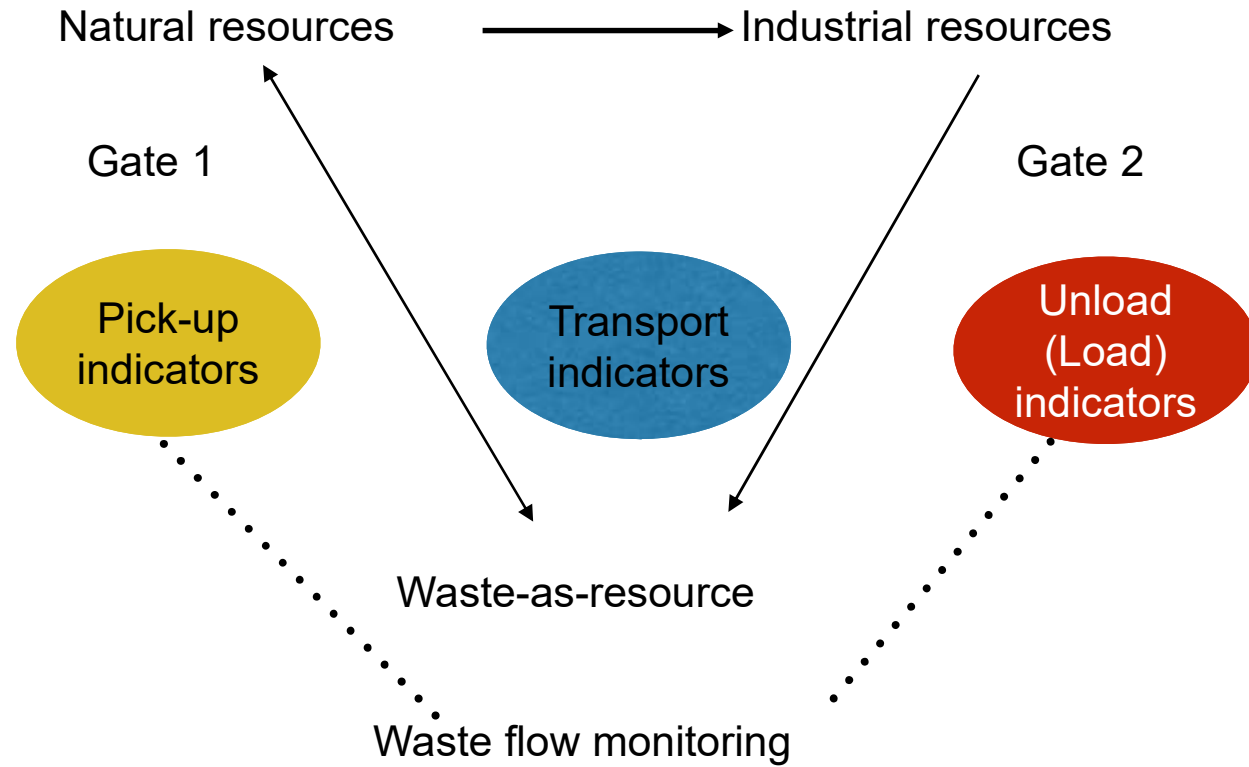 Natural resources
Industrial resources
Gate 1
Gate 2
Pick-up
indicators
Transport
indicators
Unload
(Load)
indicators
Waste-as-resource
Waste flow monitoring